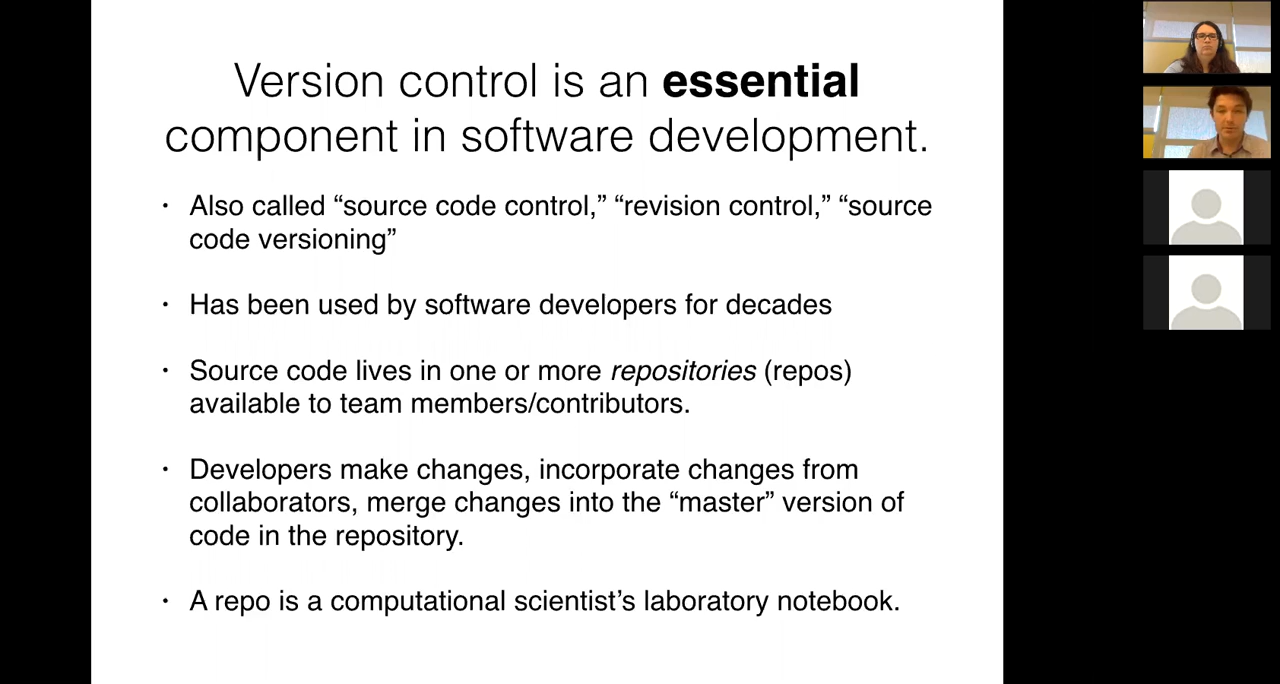 Version control is an essential
component in software development.
· Also called “source code control,” “revision control,” “source
code versioning”
· Has been used by software developers for decades
· Source code lives in one or more repositories (repos)
available to team members/contributors.
· Developers make changes, incorporate changes from
collaborators, merge changes into the “master” version of
code in the repository.
· A repo is a computational scientist’s laboratory notebook.